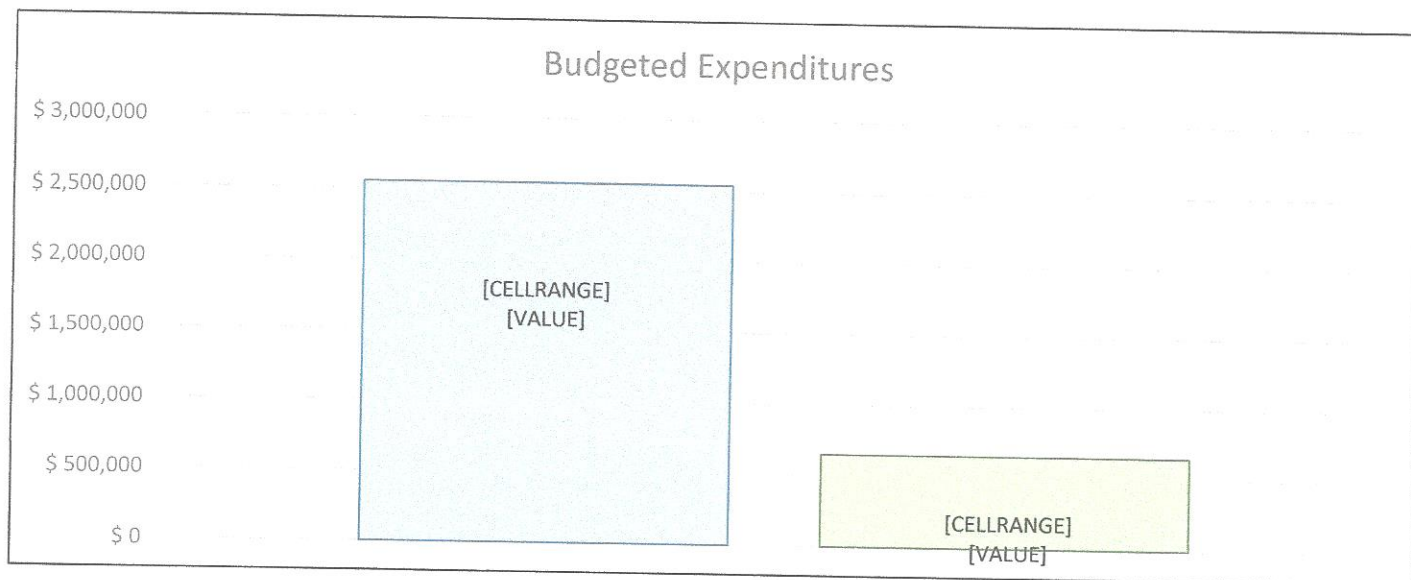 Budgeted Expenditures
$ 3,000,000
$ 2,500,000
$ 2,000,000
$ 1,500,000
$ 1,000,000
$ 500,000
$ 0
[CELLRANGE]
[VALUE]
[CELLRANGE]
[VALUE]